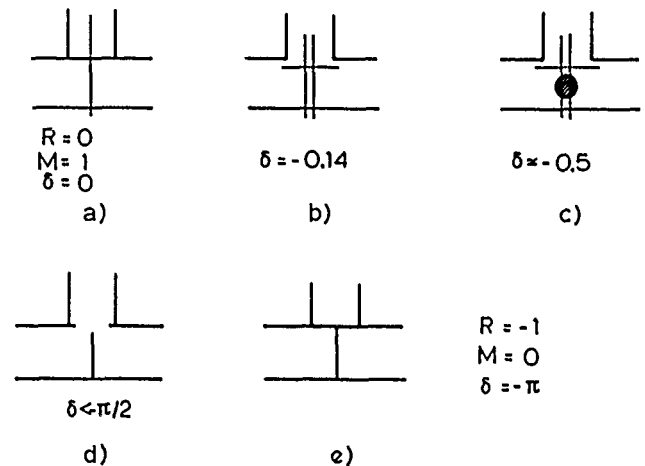 R = 0
M = 1
δ = 0
a)
δ = - 0.14
b)
δ ≃ - 0.5
c)
δ <- π/2
d)
e)
R = -1
M = 0
δ = -π